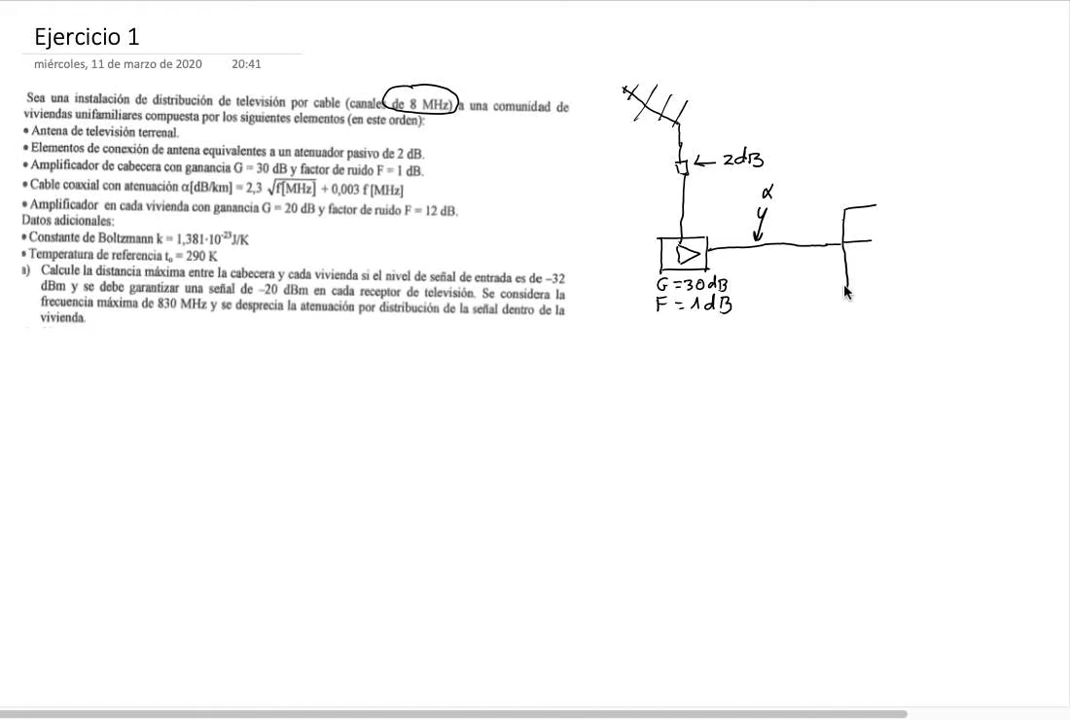 Ejercicio 1
miércoles, 11 de marzo de 2020 20:41
Sea una instalación de distribución de televisión por cable (canales de 8 MHz) a una comunidad de
viviendas unifamiliares compuesta por los siguientes elementos (en este orden):
• Antena de televisión terrenal.
• Elementos de conexión de antena equivalentes a un atenuador pasivo de 2 dB.
• Amplificador de cabecera con ganancia G = 30 dB y factor de ruido F = 1 dB.
• Cable coaxial con atenuación α[dB/km] = 2,3 √f[MHz] + 0,003 f [MHz]
• Amplificador en cada vivienda con ganancia G = 20 dB y factor de ruido F = 12 dB.
Datos adicionales:
• Constante de Boltzmann k = 1,381·10⁻²³J/K
• Temperatura de referencia t₀ = 290 K
a) Calcule la distancia máxima entre la cabecera y cada vivienda si el nivel de señal de entrada es de −32
dBm y se debe garantizar una señal de −20 dBm en cada receptor de televisión. Se considera la
frecuencia máxima de 830 MHz y se desprecia la atenuación por distribución de la señal dentro de la
vivienda.
2dB
α
G = 30dB
F = 1dB